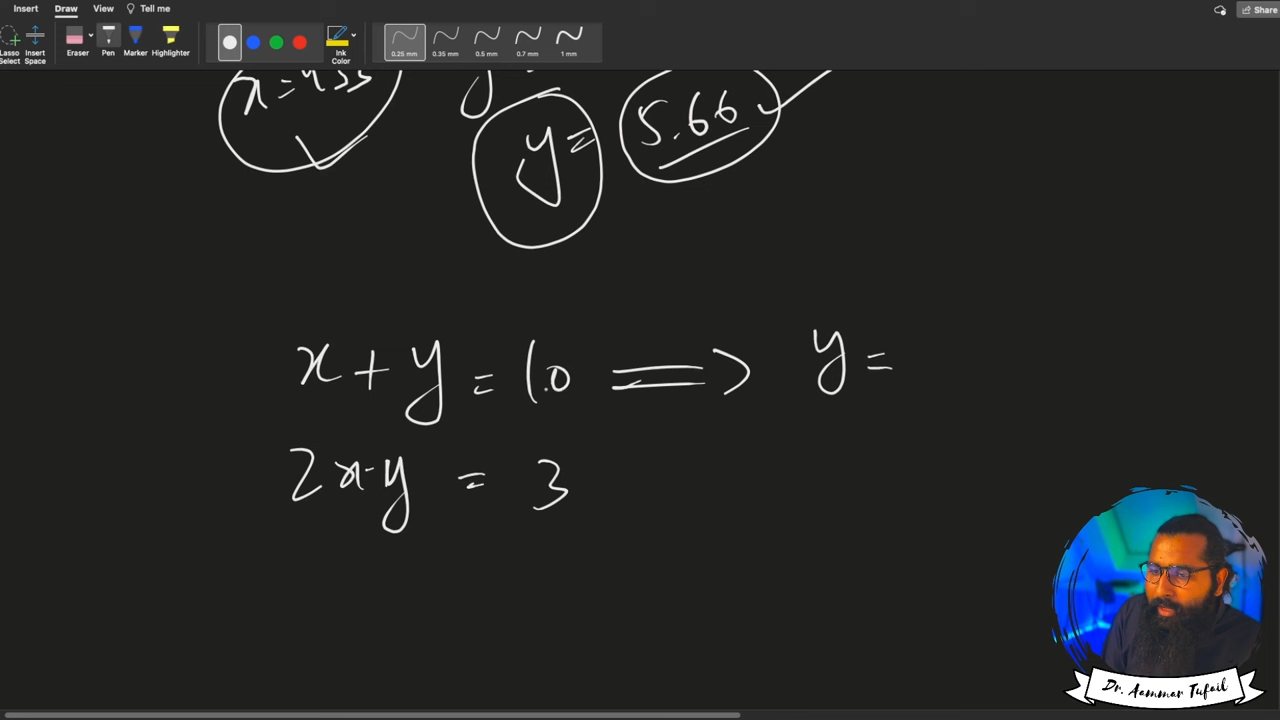 Insert Draw View Tell me
Share
Lasso Select Insert Space Eraser Pen Marker Highlighter Ink Color 0.25 mm 0.35 mm 0.5 mm 0.7 mm 1 mm
y = 5.66
x + y = 10 ⟹ y =
2x - y = 3
Dr. Aammar Tufail